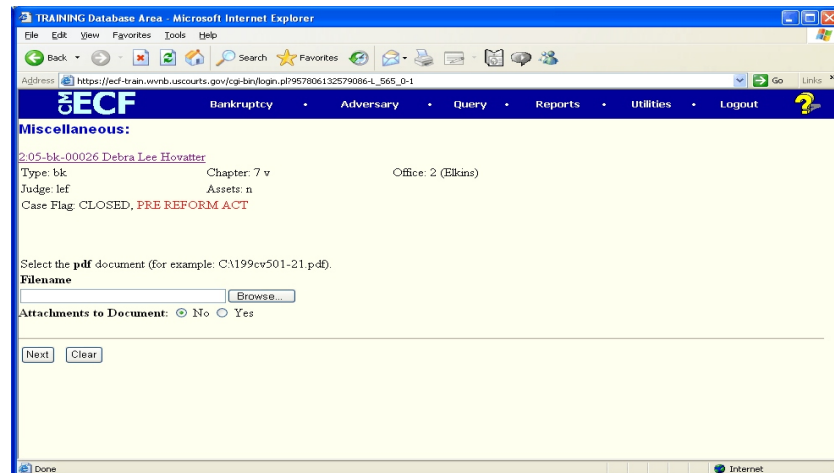 TRAINING Database Area - Microsoft Internet Explorer
File Edit View Favorites Tools Help
Back Search Favorites
Address https://ecf-train.wvnb.uscourts.gov/cgi-bin/login.pl?957806132579086-L_565_0-1 Go Links »
CM ECF Bankruptcy • Adversary • Query • Reports • Utilities • Logout ?
Miscellaneous:
2:05-bk-00026 Debra Lee Hovatter
Type: bk Chapter: 7 v Office: 2 (Elkins)
Judge: lef Assets: n
Case Flag: CLOSED, PRE REFORM ACT
Select the pdf document (for example: C:\199cv501-21.pdf).
Filename
Browse...
Attachments to Document: No Yes
Next Clear
Done Internet